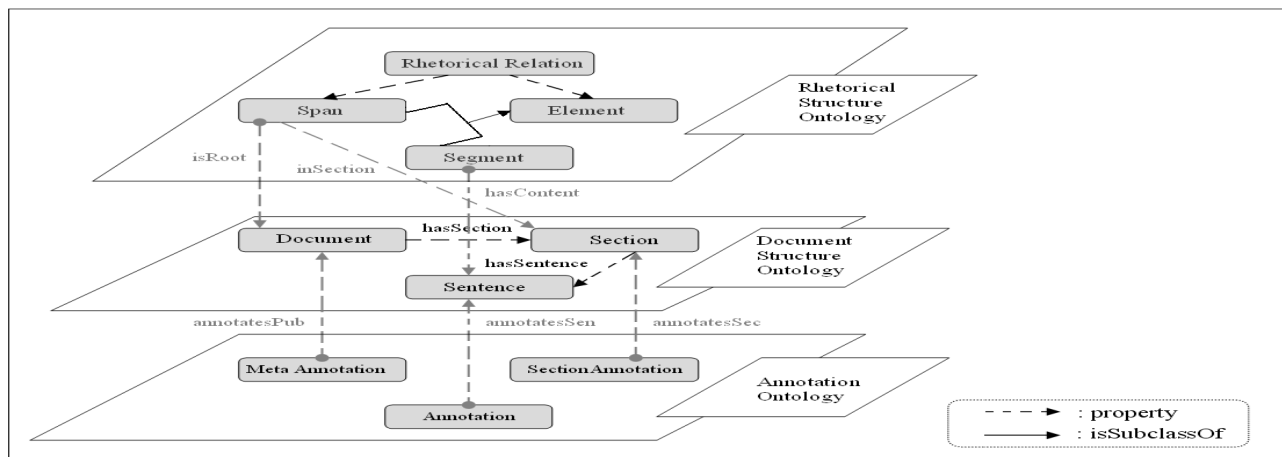 Rhetorical Relation
Span
Element
Rhetorical
Structure
Ontology
Segment
isRoot
inSection
hasContent
Document
hasSection
Section
Document
Structure
Ontology
hasSentence
Sentence
annotatesPub
annotatesSen
annotatesSec
Meta Annotation
SectionAnnotation
Annotation
Ontology
Annotation
: property
: isSubclassOf